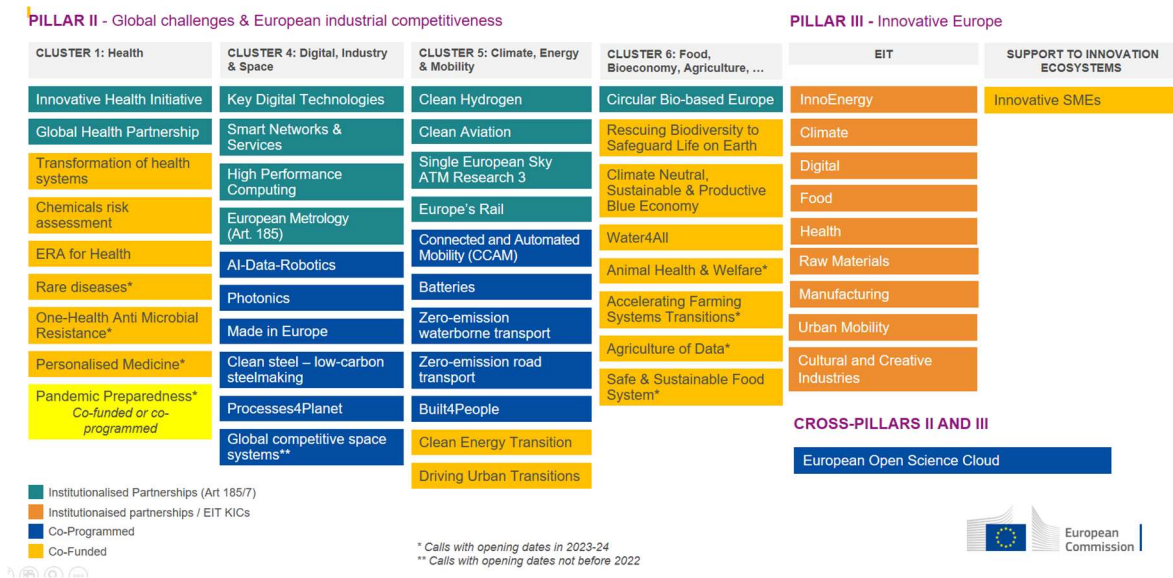 PILLAR II - Global challenges & European industrial competitiveness
CLUSTER 1: Health
Innovative Health Initiative
Global Health Partnership
Transformation of health
systems
Chemicals risk
assessment
ERA for Health
Rare diseases*
One-Health Anti Microbial
Resistance*
Personalised Medicine*
Pandemic Preparedness*
Co-funded or co-
programmed
CLUSTER 4: Digital, Industry
& Space
Key Digital Technologies
Smart Networks &
Services
High Performance
Computing
European Metrology
(Art. 185)
AI-Data-Robotics
Photonics
Made in Europe
Clean steel – low-carbon
steelmaking
Processes4Planet
Global competitive space
systems**
CLUSTER 5: Climate, Energy
& Mobility
Clean Hydrogen
Clean Aviation
Single European Sky
ATM Research 3
Europe's Rail
Connected and Automated
Mobility (CCAM)
Batteries
Zero-emission
waterborne transport
Zero-emission road
transport
Built4People
Clean Energy Transition
Driving Urban Transitions
CLUSTER 6: Food,
Bioeconomy, Agriculture, …
Circular Bio-based Europe
Rescuing Biodiversity to
Safeguard Life on Earth
Climate Neutral,
Sustainable & Productive
Blue Economy
Water4All
Animal Health & Welfare*
Accelerating Farming
Systems Transitions*
Agriculture of Data*
Safe & Sustainable Food
System*
PILLAR III - Innovative Europe
EIT
InnoEnergy
Climate
Digital
Food
Health
Raw Materials
Manufacturing
Urban Mobility
Cultural and Creative
Industries
SUPPORT TO INNOVATION
ECOSYSTEMS
Innovative SMEs
CROSS-PILLARS II AND III
European Open Science Cloud
Institutionalised Partnerships (Art 185/7)
Institutionaised partnerships / EIT KICs
Co-Programmed
Co-Funded
* Calls with opening dates in 2023-24
** Calls with opening dates not before 2022
European
Commission